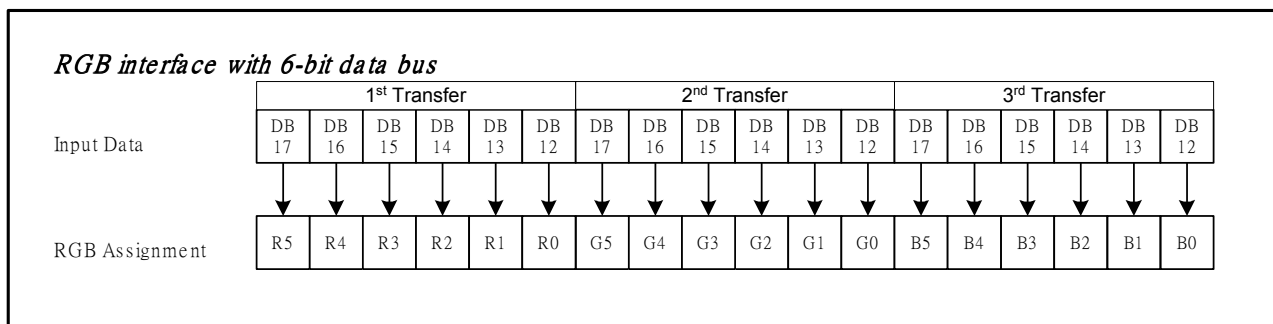 RGB interface with 6-bit data bus
1st Transfer 2nd Transfer 3rd Transfer
Input Data DB 17 DB 16 DB 15 DB 14 DB 13 DB 12 DB 17 DB 16 DB 15 DB 14 DB 13 DB 12 DB 17 DB 16 DB 15 DB 14 DB 13 DB 12
RGB Assignment R5 R4 R3 R2 R1 R0 G5 G4 G3 G2 G1 G0 B5 B4 B3 B2 B1 B0